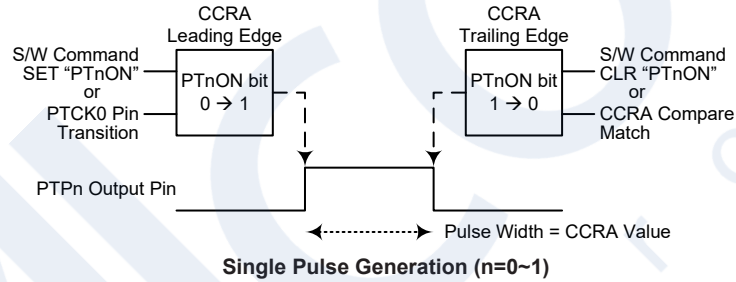 CCRA
Leading Edge
CCRA
Trailing Edge
S/W Command
SET “PTnON”
or
PTCK0 Pin
Transition
PTnON bit
0 → 1
PTnON bit
1 → 0
S/W Command
CLR “PTnON”
or
CCRA Compare
Match
PTPn Output Pin
Pulse Width = CCRA Value
Single Pulse Generation (n=0~1)